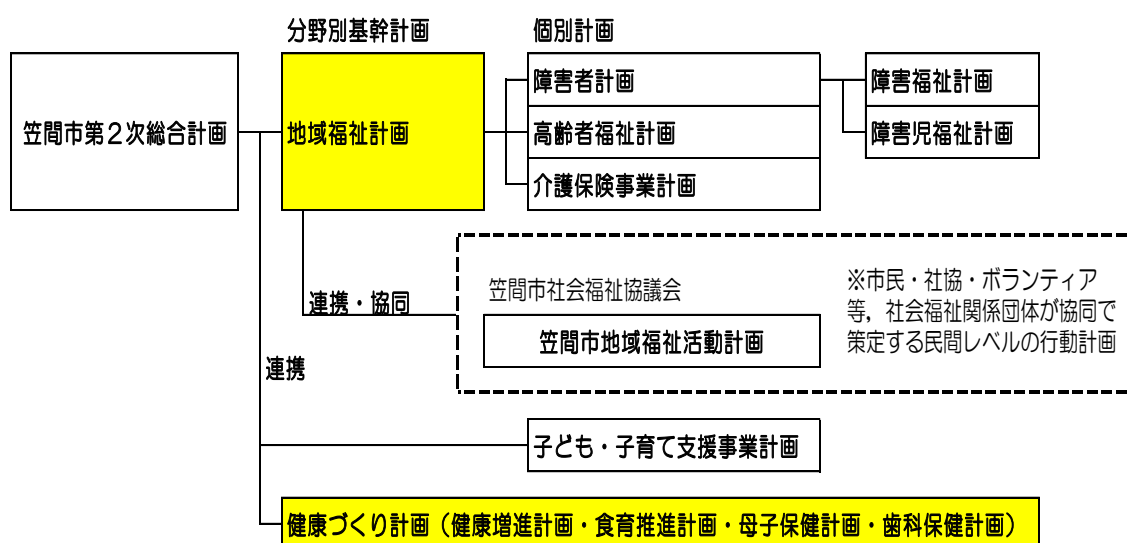 分野別基幹計画
個別計画
笠間市第２次総合計画
地域福祉計画
障害者計画
高齢者福祉計画
介護保険事業計画
障害福祉計画
障害児福祉計画
連携・協同
笠間市社会福祉協議会
笠間市地域福祉活動計画
※市民・社協・ボランティア
等，社会福祉関係団体が協同で
策定する民間レベルの行動計画
連携
子ども・子育て支援事業計画
健康づくり計画（健康増進計画・食育推進計画・母子保健計画・歯科保健計画）